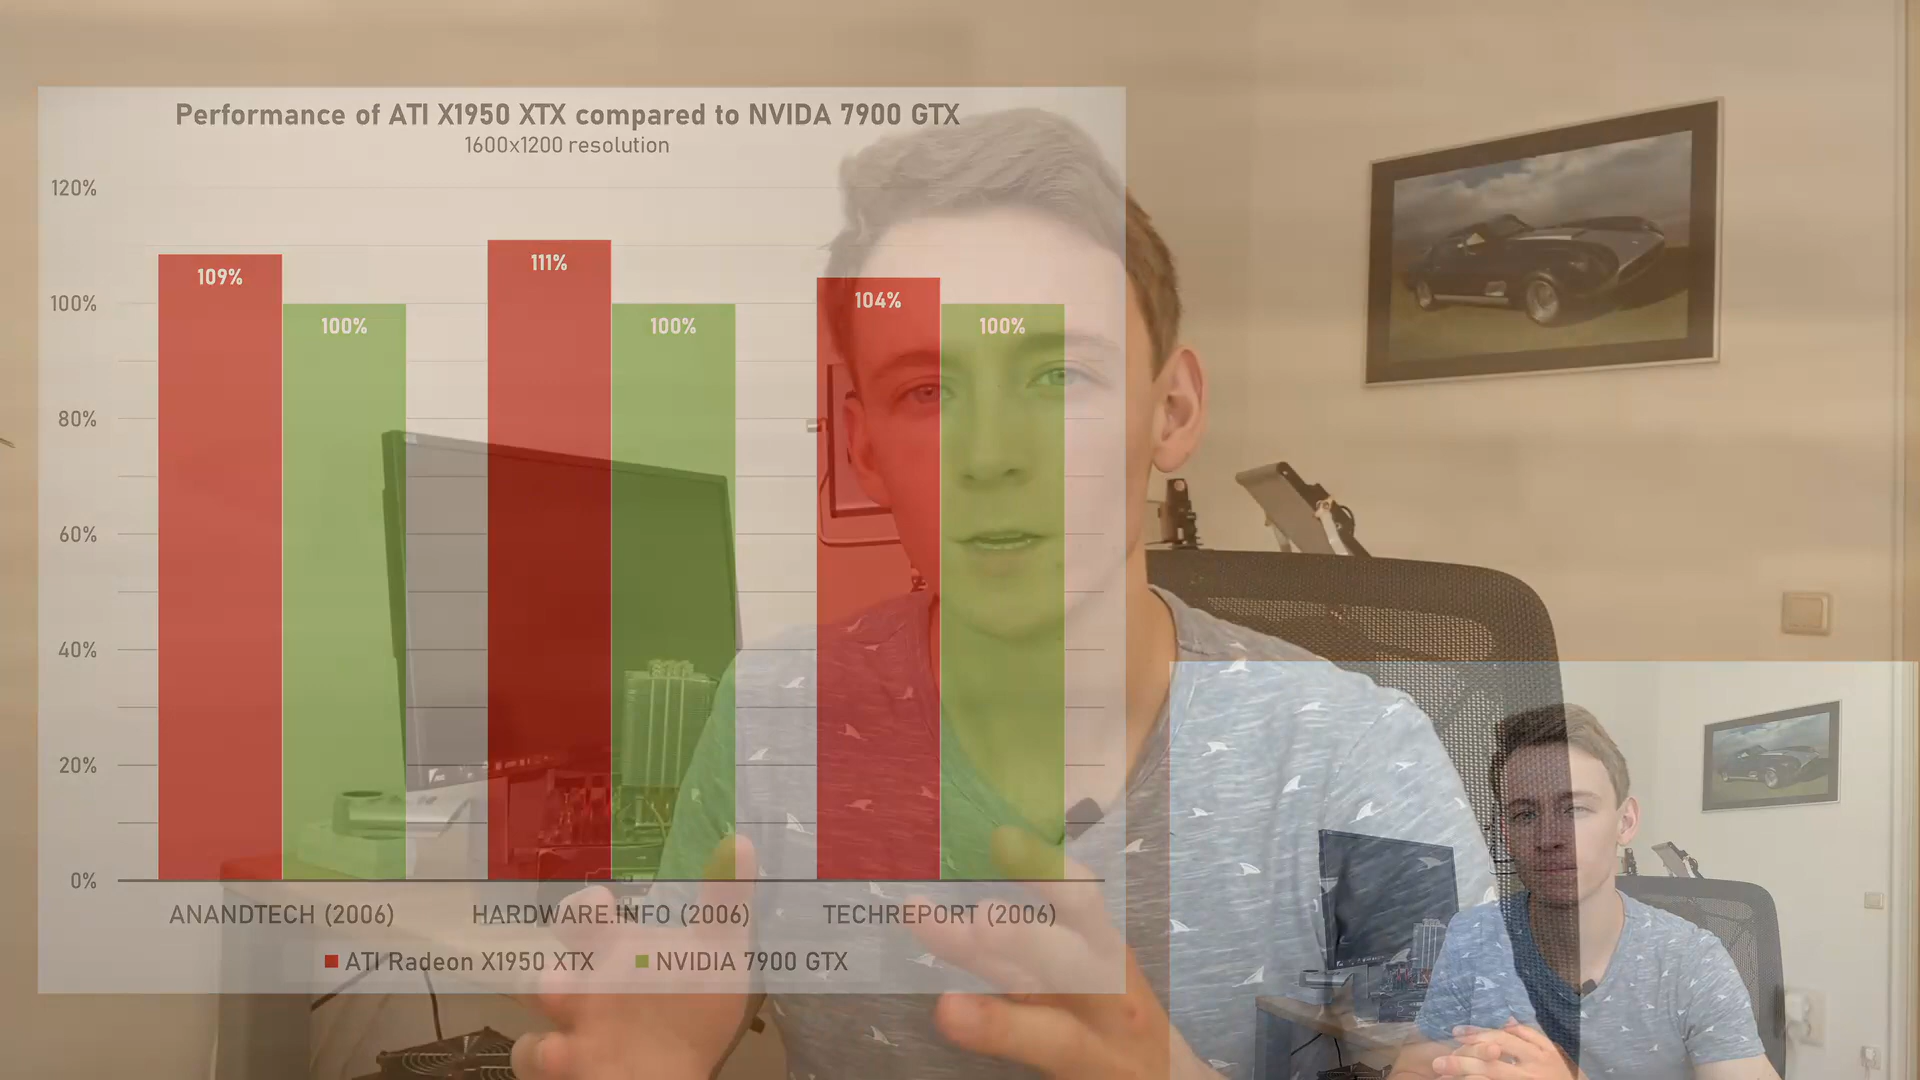 Performance of ATI X1950 XTX compared to NVIDA 7900 GTX
1600x1200 resolution
120%
100%
80%
60%
40%
20%
0%
109%
100%
111%
100%
104%
100%
ANANDTECH (2006)
HARDWARE.INFO (2006)
TECHREPORT (2006)
ATI Radeon X1950 XTX
NVIDIA 7900 GTX